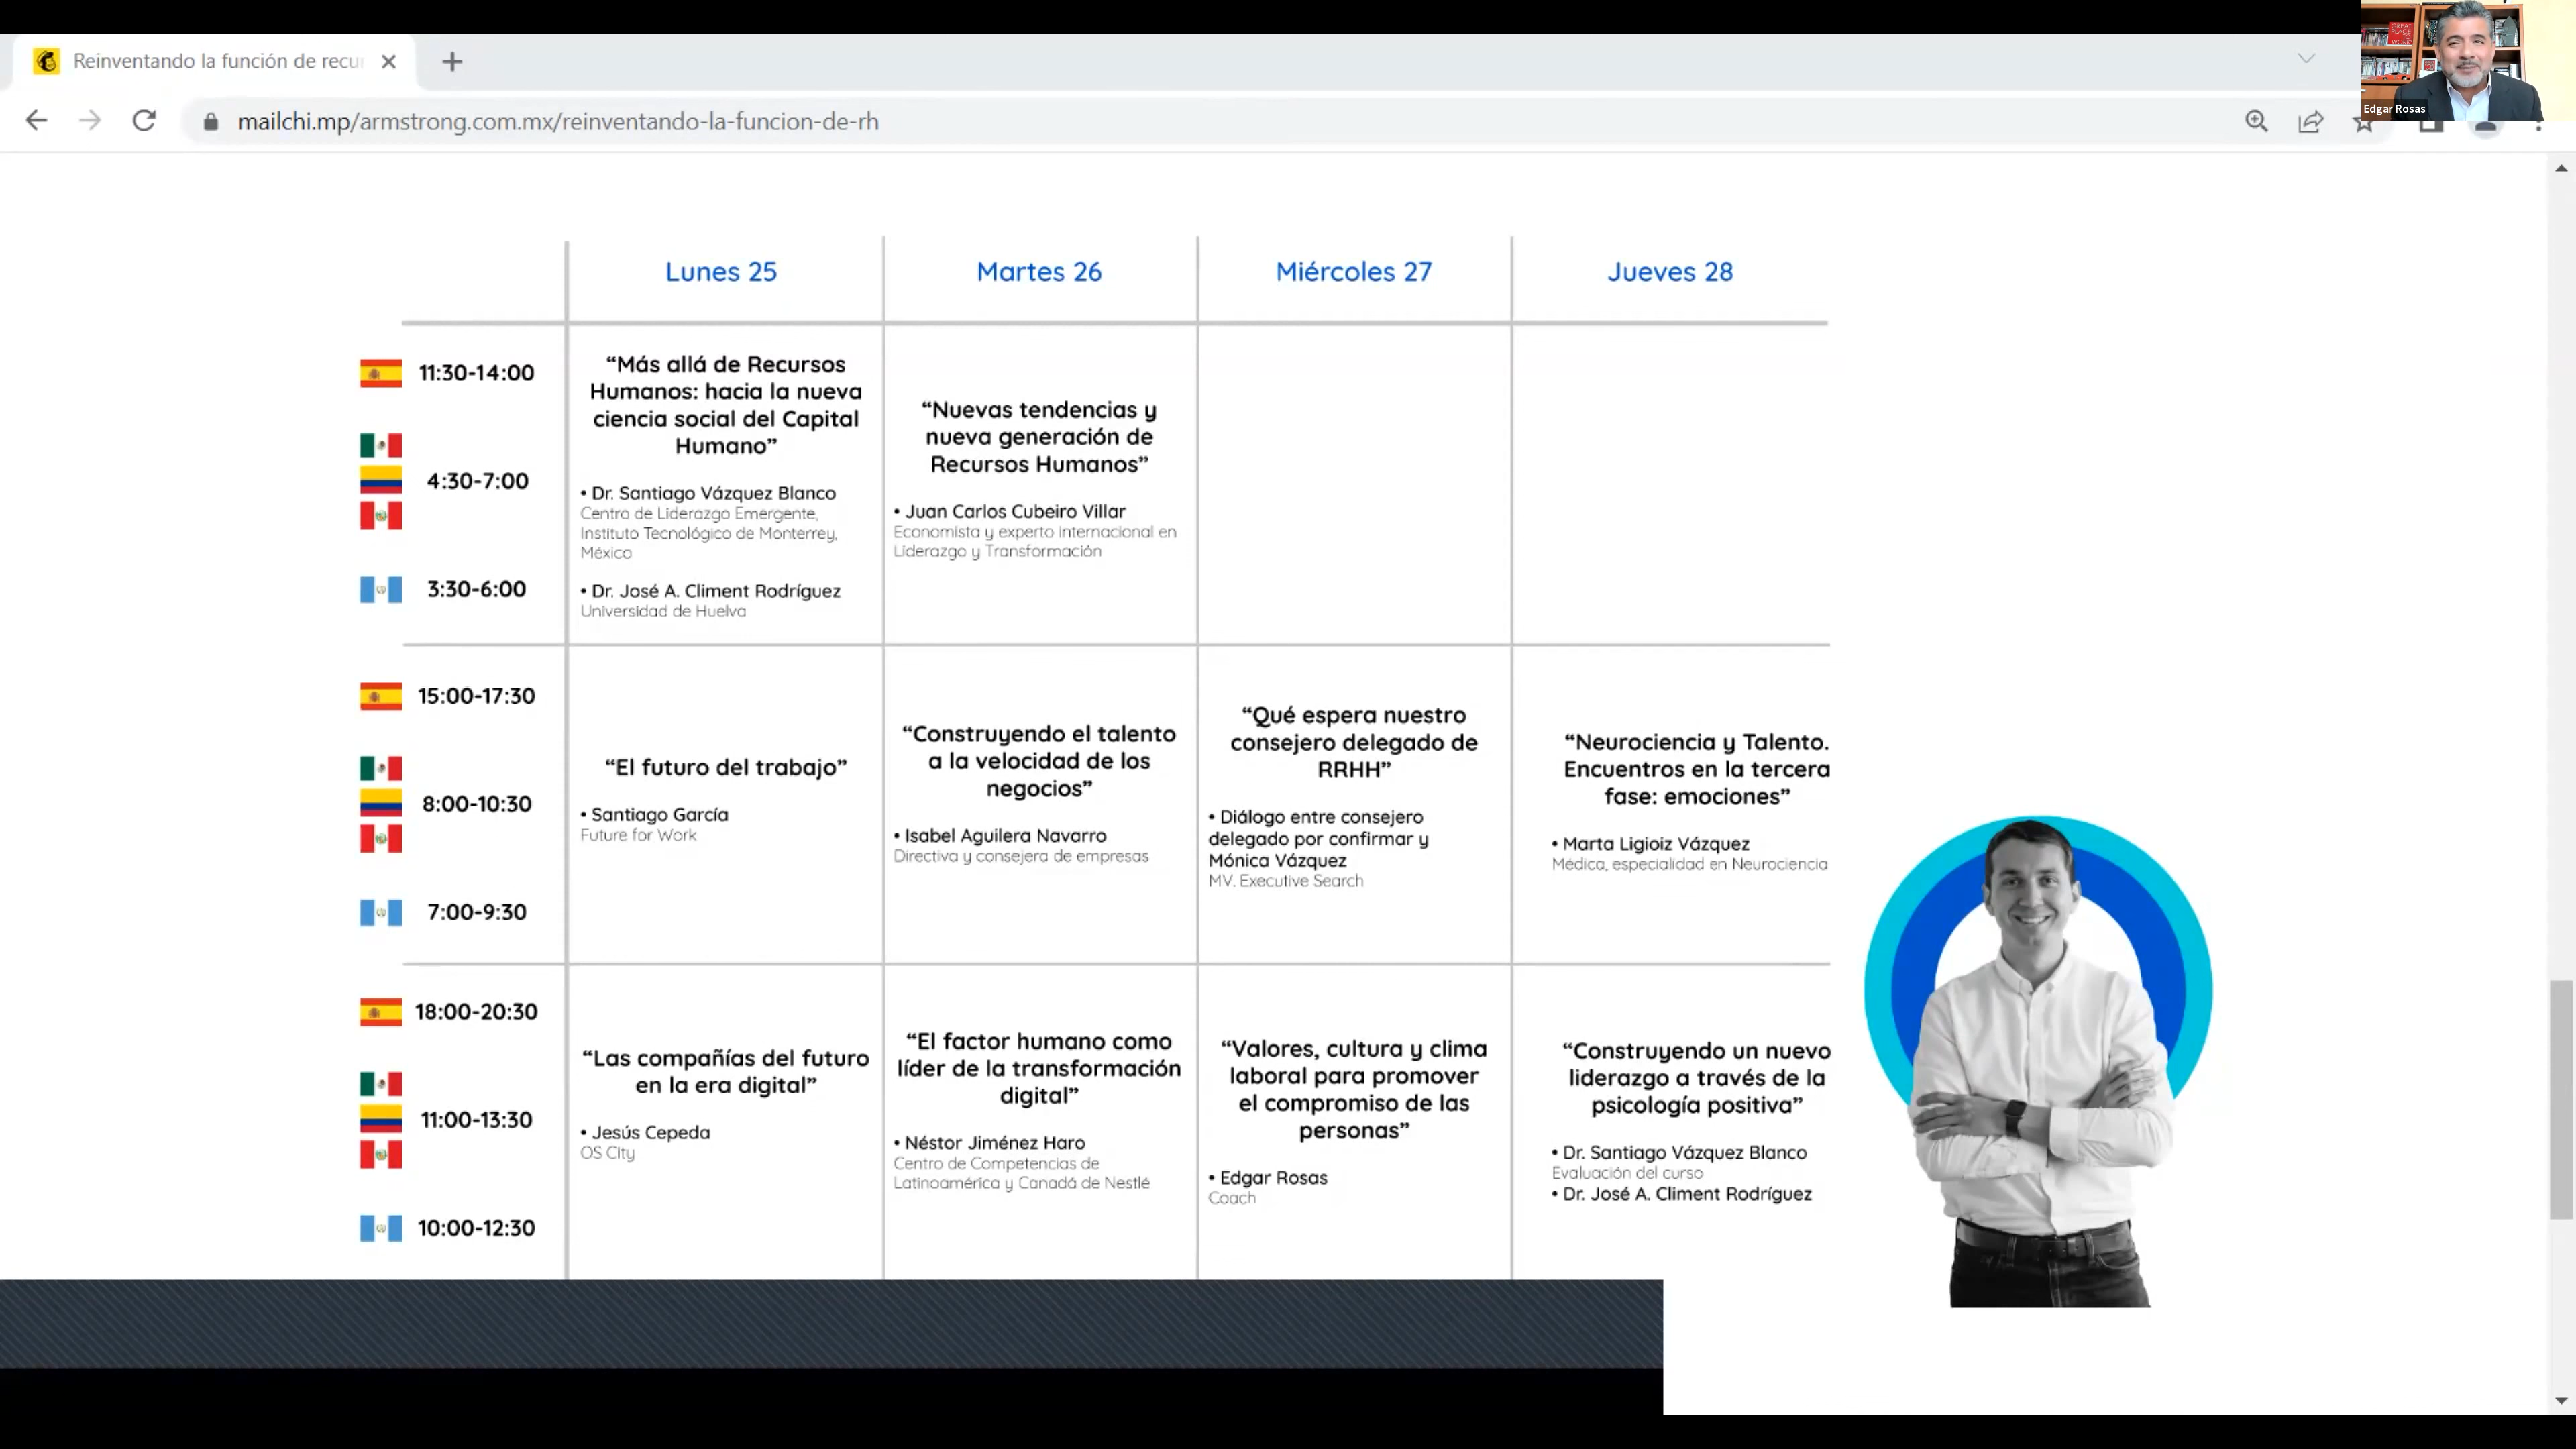 Reinventando la función de recu
mailchi.mp/armstrong.com.mx/reinventando-la-funcion-de-rh
GREAT
PLACE
TO
WORK
Edgar Rosas
Lunes 25
Martes 26
Miércoles 27
Jueves 28
11:30-14:00
4:30-7:00
3:30-6:00
“Más allá de Recursos
Humanos: hacia la nueva
ciencia social del Capital
Humano”
• Dr. Santiago Vázquez Blanco
Centro de Liderazgo Emergente,
Instituto Tecnológico de Monterrey,
México
• Dr. José A. Climent Rodríguez
Universidad de Huelva
“Nuevas tendencias y
nueva generación de
Recursos Humanos”
• Juan Carlos Cubeiro Villar
Economista y experto internacional en
Liderazgo y Transformación
15:00-17:30
8:00-10:30
7:00-9:30
“El futuro del trabajo”
• Santiago García
Future for Work
“Construyendo el talento
a la velocidad de los
negocios”
• Isabel Aguilera Navarro
Directiva y consejera de empresas
“Qué espera nuestro
consejero delegado de
RRHH”
• Diálogo entre consejero
delegado por confirmar y
Mónica Vázquez
MV. Executive Search
“Neurociencia y Talento.
Encuentros en la tercera
fase: emociones”
• Marta Ligioiz Vázquez
Médica, especialidad en Neurociencia
18:00-20:30
11:00-13:30
10:00-12:30
“Las compañías del futuro
en la era digital”
• Jesús Cepeda
OS City
“El factor humano como
líder de la transformación
digital”
• Néstor Jiménez Haro
Centro de Competencias de
Latinoamérica y Canadá de Nestlé
“Valores, cultura y clima
laboral para promover
el compromiso de las
personas”
• Edgar Rosas
Coach
“Construyendo un nuevo
liderazgo a través de la
psicología positiva”
• Dr. Santiago Vázquez Blanco
Evaluación del curso
• Dr. José A. Climent Rodríguez